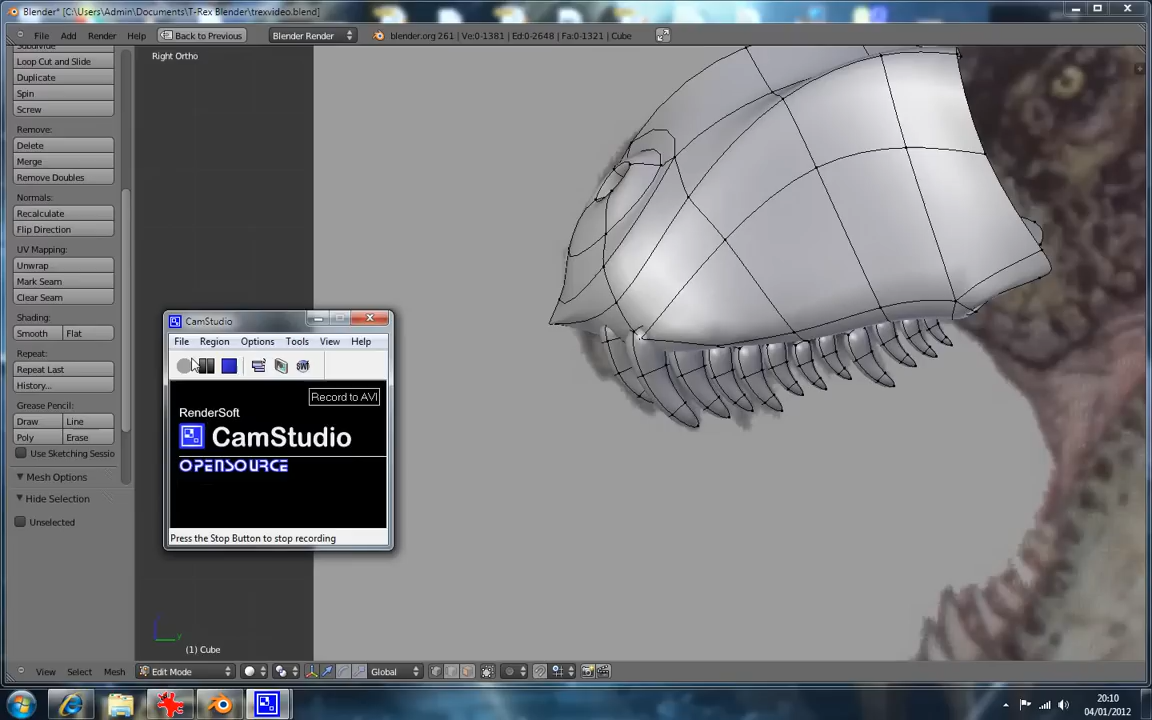 Blender* [C:\Users\Admin\Documents\T-Rex Blender\trexvideo.blend]
File Add Render Help Back to Previous Blender Render blender.org 261 | Ve:0-1381 | Ed:0-2648 | Fa:0-1321 | Cube
Subdivide
Right Ortho
Loop Cut and Slide
Duplicate
Spin
Screw
Remove:
Delete
Merge
Remove Doubles
Normals:
Recalculate
Flip Direction
UV Mapping:
Unwrap
Mark Seam
Clear Seam
Shading:
Smooth Flat
Repeat:
Repeat Last
History...
Grease Pencil:
Draw Line
Poly Erase
Use Sketching Sessio
Mesh Options
Hide Selection
Unselected
CamStudio
File Region Options Tools View Help
Record to AVI
RenderSoft
CamStudio
OPENSOURCE
Press the Stop Button to stop recording
(1) Cube
View Select Mesh Edit Mode Global
20:10
04/01/2012